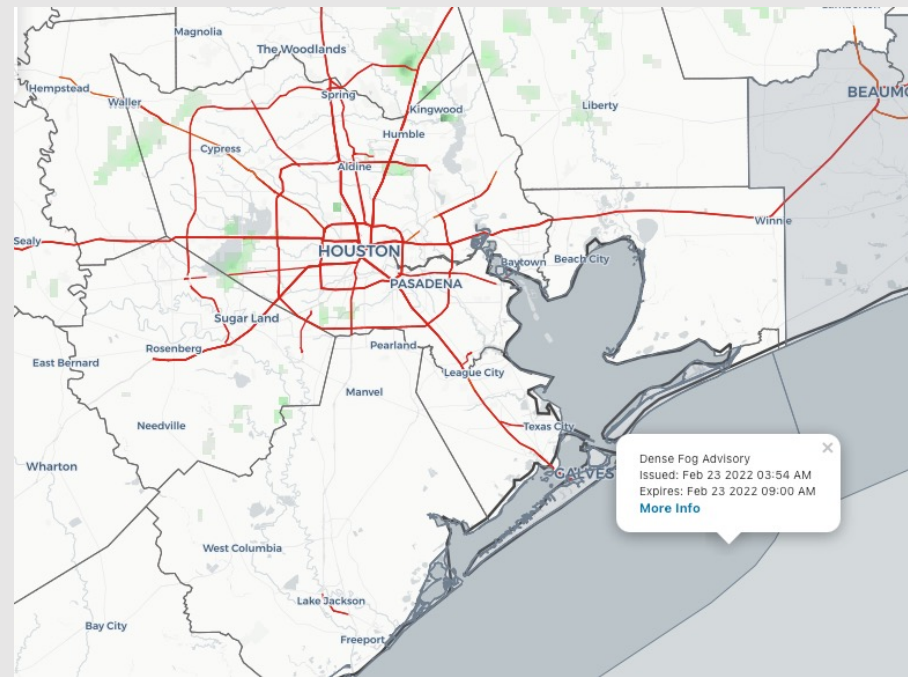 Magnolia
The Woodlands
Hempstead
Spring
Waller
Kingwood
Liberty
BEAUMO
Humble
Cypress
Aldine
Winnie
Sealy
HOUSTON
Baytown
Beach City
PASADENA
Sugar Land
Rosenberg
Pearland
East Bernard
League City
Manvel
Needville
Texas City
Wharton
GALVES
Dense Fog Advisory
Issued: Feb 23 2022 03:54 AM
Expires: Feb 23 2022 09:00 AM
More Info
West Columbia
Lake Jackson
Bay City
Freeport